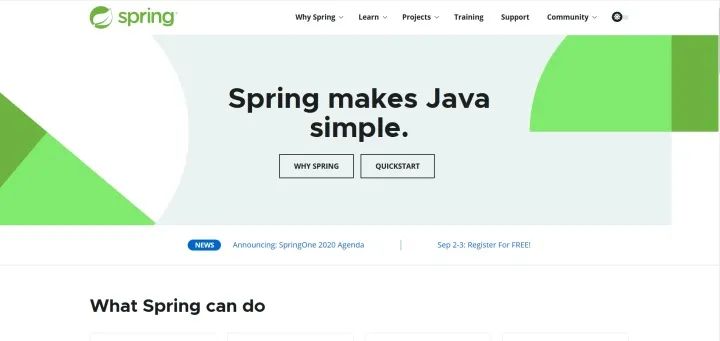 spring
Why Spring Learn Projects Training Support Community
Spring makes Java
simple.
WHY SPRING QUICKSTART
NEWS Announcing: SpringOne 2020 Agenda Sep 2-3: Register For FREE!
What Spring can do